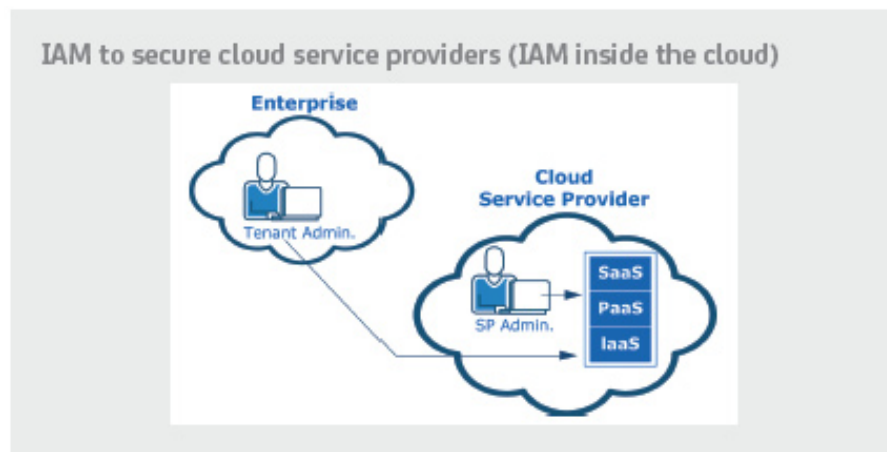 IAM to secure cloud service providers (IAM inside the cloud)
Enterprise
Tenant Admin.
Cloud
Service Provider
SP Admin.
SaaS
PaaS
IaaS